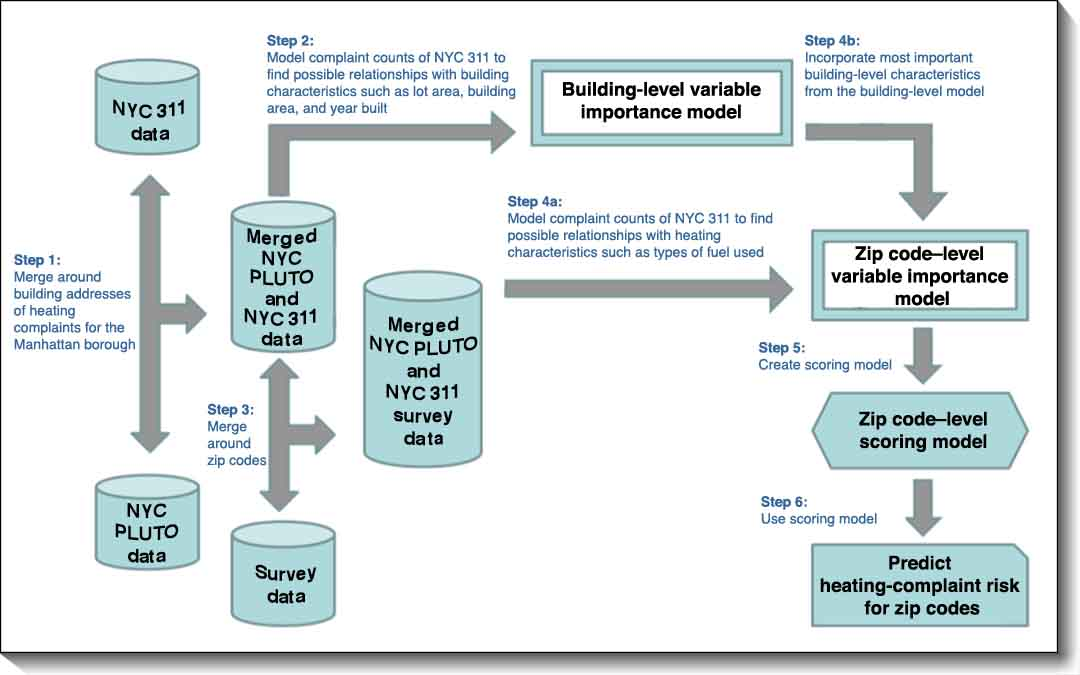 Step 2:
Model complaint counts of NYC 311 to
find possible relationships with building
characteristics such as lot area, building
area, and year built
Step 4b:
Incorporate most important
building-level characteristics
from the building-level model
NYC 311
data
Building-level variable
importance model
Step 4a:
Model complaint counts of NYC 311 to find
possible relationships with heating
characteristics such as types of fuel used
Step 1:
Merge around
building addresses
of heating
complaints for the
Manhattan borough
Merged
NYC
PLUTO
and
NYC 311
data
Zip code–level
variable importance
model
Merged
NYC PLUTO
and
NYC 311
survey
data
Step 5:
Create scoring model
Step 3:
Merge
around
zip codes
Zip code–level
scoring model
NYC
PLUTO
data
Step 6:
Use scoring model
Survey
data
Predict
heating-complaint risk
for zip codes